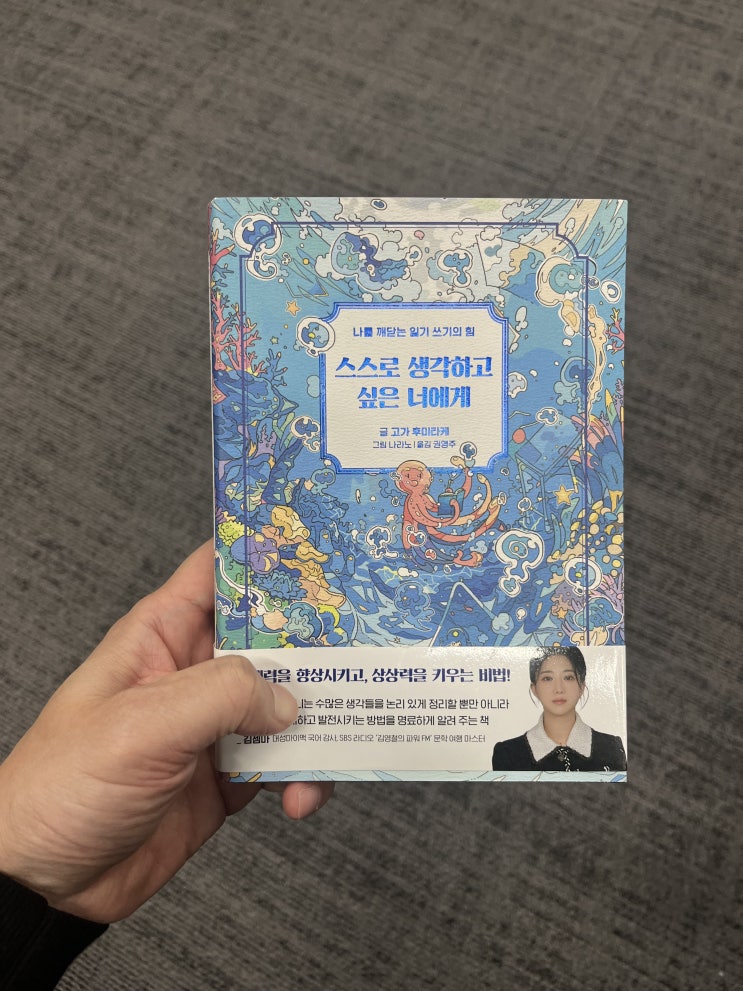 나를 깨닫는 일기 쓰기의 힘
스스로 생각하고
싶은 너에게
글 고가 후미타케
그림 나라노 | 옮김 권영주
력을 향상시키고, 상상력을 키우는 비법!
니는 수많은 생각들을 논리 있게 정리할 뿐만 아니라
하고 발전시키는 방법을 명료하게 알려 주는 책
_ 김젬마 대성마이맥 국어 강사, SBS 라디오 '김영철의 파워 FM' 문학 여행 마스터